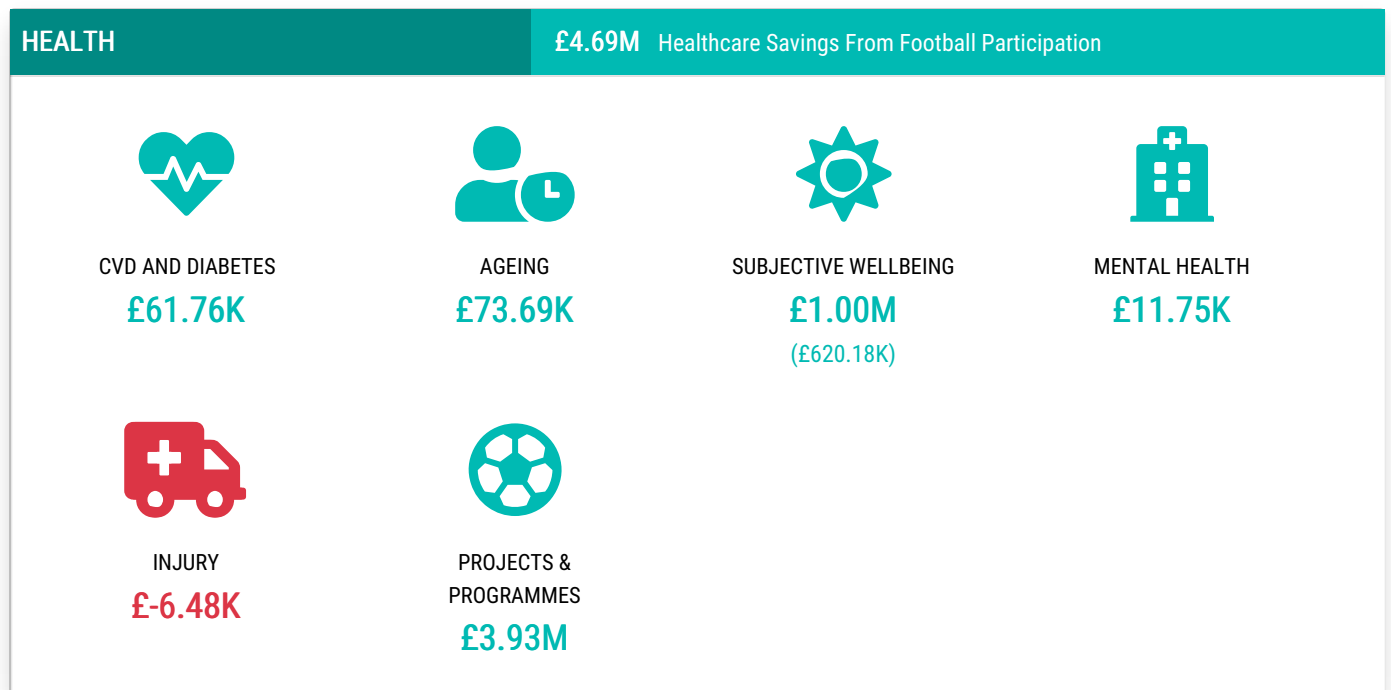 HEALTH
£4.69M Healthcare Savings From Football Participation
CVD AND DIABETES
£61.76K
AGEING
£73.69K
SUBJECTIVE WELLBEING
£1.00M
(£620.18K)
MENTAL HEALTH
£11.75K
INJURY
£-6.48K
PROJECTS &
PROGRAMMES
£3.93M